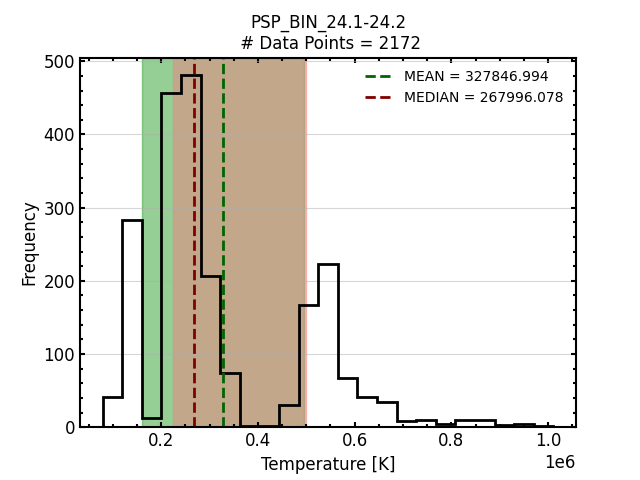 PSP_BIN_24.1-24.2
# Data Points = 2172
MEAN = 327846.994
MEDIAN = 267996.078
500
400
300
200
100
0
Frequency
0.2 0.4 0.6 0.8 1.0
1e6
Temperature [K]